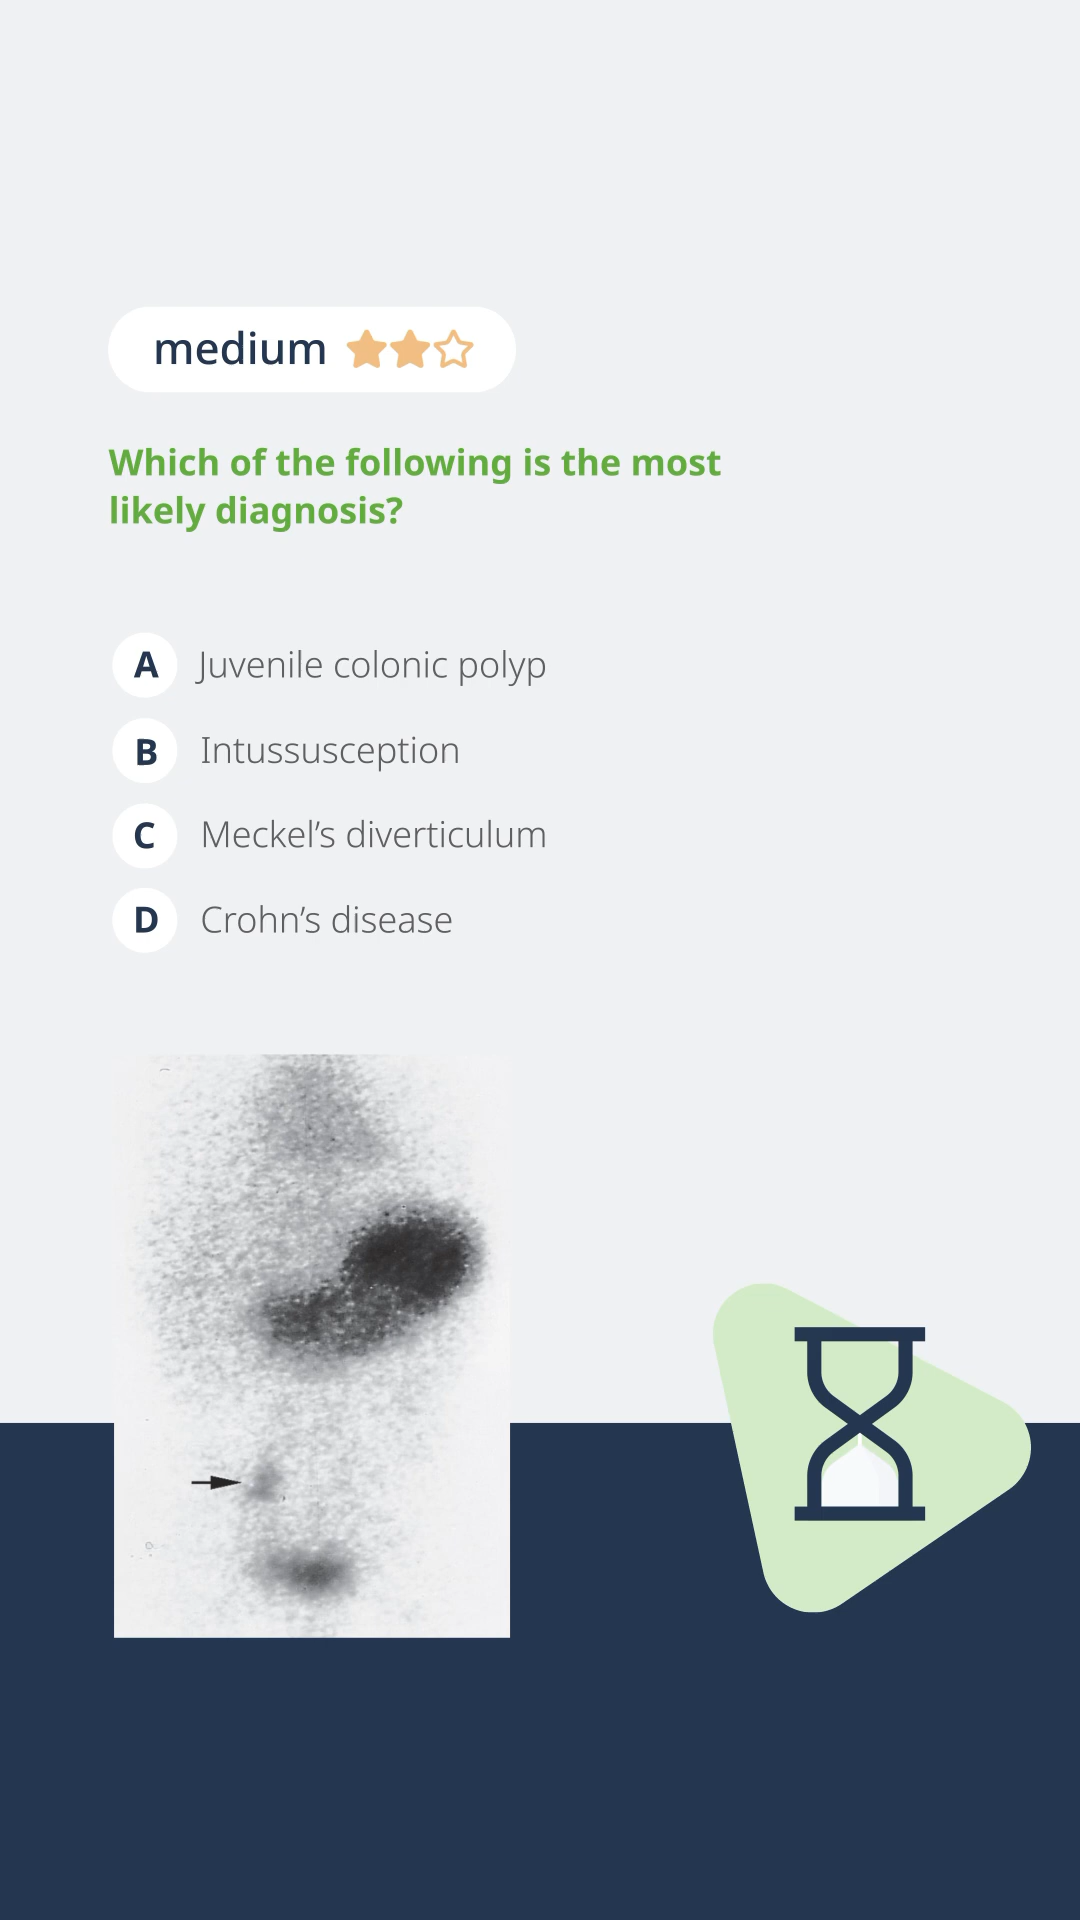 medium
Which of the following is the most
likely diagnosis?
A Juvenile colonic polyp
B Intussusception
C Meckel’s diverticulum
D Crohn’s disease